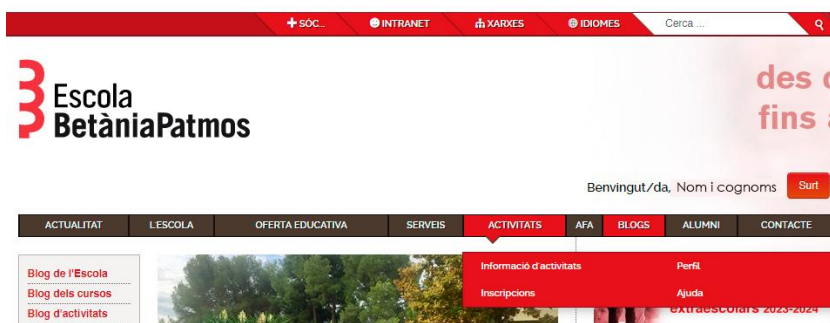 SÓC... INTRANET XARXES IDIOMES Cerca ...
des
fins
Escola
BetàniaPatmos
Benvingut/da, Nom i cognoms Surt
ACTUALITAT L'ESCOLA OFERTA EDUCATIVA SERVEIS ACTIVITATS AFA BLOGS ALUMNI CONTACTE
Informació d'activitats Perfil
Inscripcions Ajuda
Blog de l'Escola
Blog dels cursos
Blog d'activitats
extraescolars 2023-2024